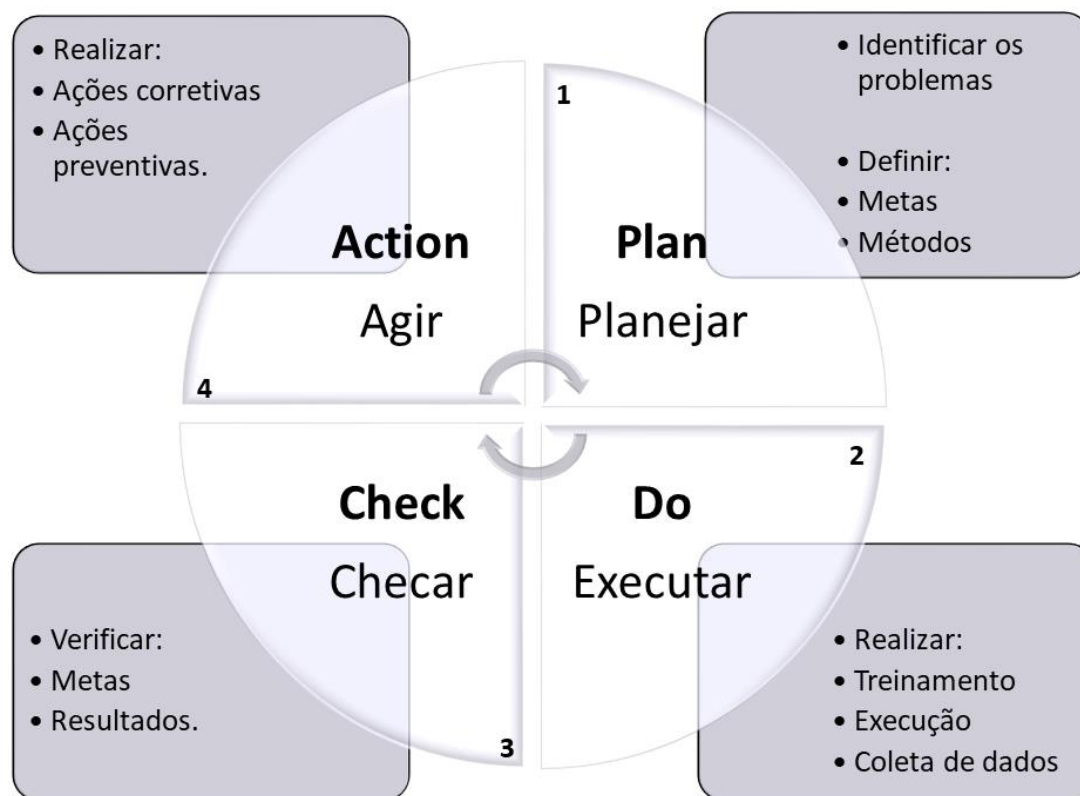 1
• Identificar os
problemas
• Definir:
• Metas
• Métodos
Plan
Planejar
2
Do
Executar
• Realizar:
• Treinamento
• Execução
• Coleta de dados
3
Check
Checar
• Verificar:
• Metas
• Resultados.
4
Action
Agir
• Realizar:
• Ações corretivas
• Ações
preventivas.